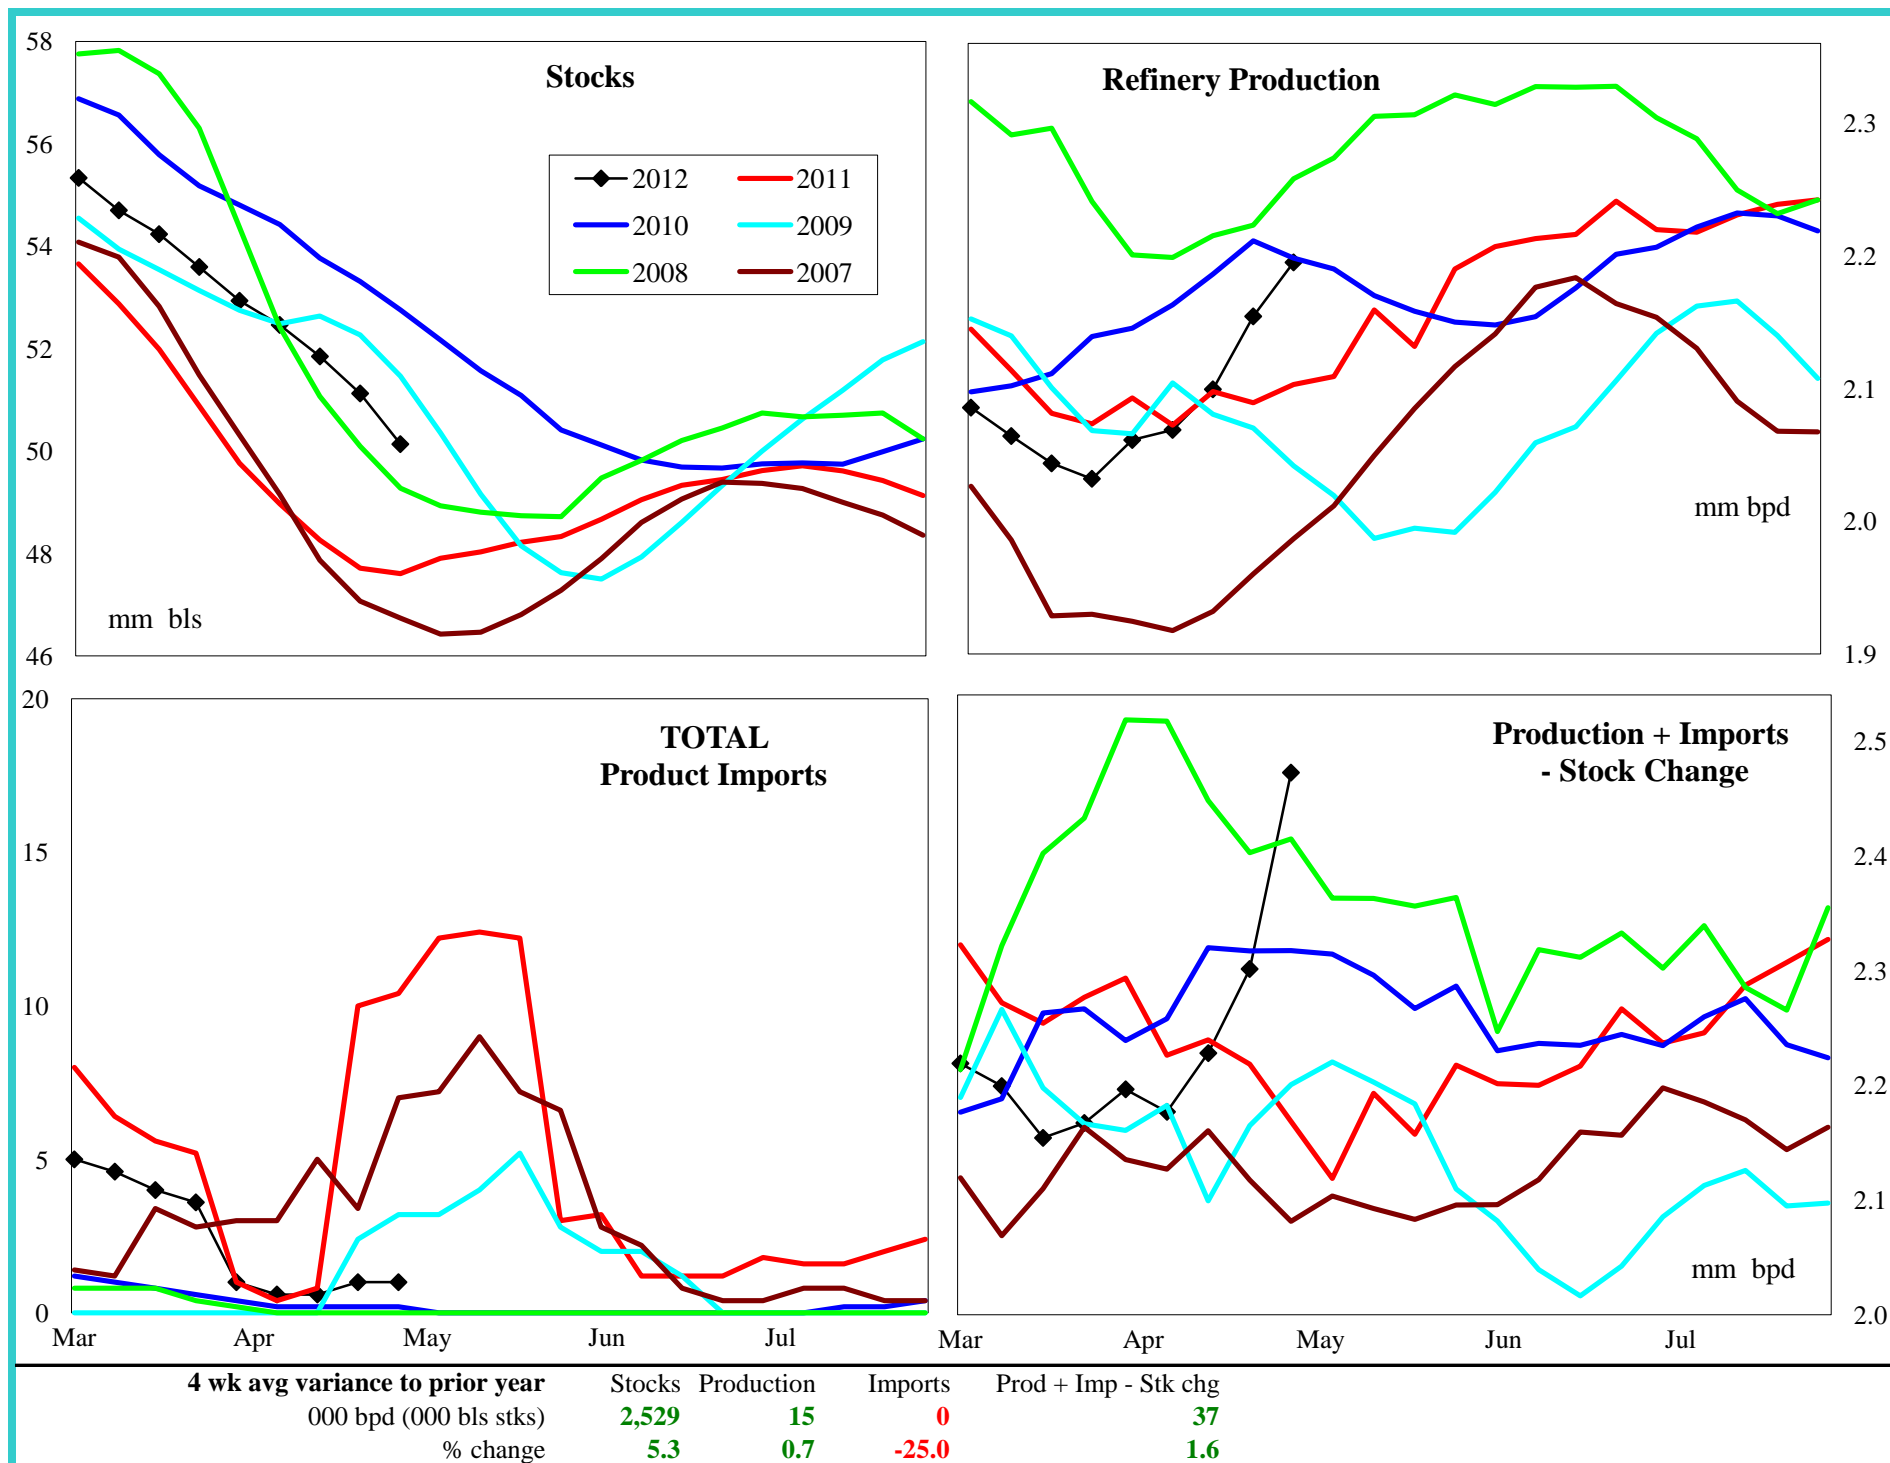 Stocks
58
56
54
52
50
48
46
2012
2011
2010
2009
2008
2007
mm bls
Refinery Production
2.3
2.2
2.1
2.0
1.9
mm bpd
TOTAL
Product Imports
20
15
10
5
0
Mar Apr May Jun Jul
Production + Imports
- Stock Change
2.5
2.4
2.3
2.2
2.1
2.0
mm bpd
Mar Apr May Jun Jul
4 wk avg variance to prior year Stocks Production Imports Prod + Imp - Stk chg
000 bpd (000 bls stks) 2,529 15 0 37
% change 5.3 0.7 -25.0 1.6